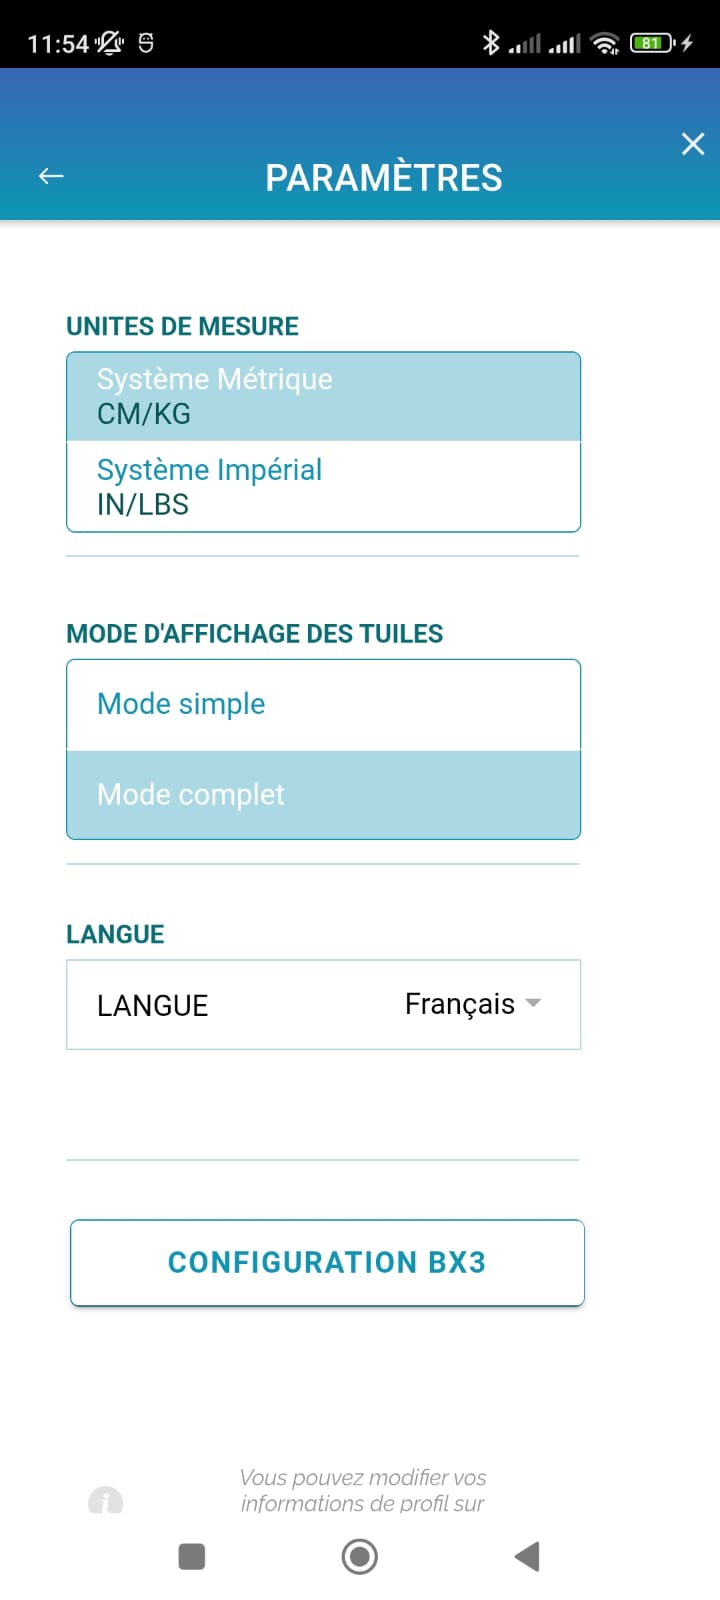 11:54
81
PARAMÈTRES
UNITES DE MESURE
Système Métrique
CM/KG
Système Impérial
IN/LBS
MODE D'AFFICHAGE DES TUILES
Mode simple
Mode complet
LANGUE
LANGUE Français
CONFIGURATION BX3
Vous pouvez modifier vos
informations de profil sur